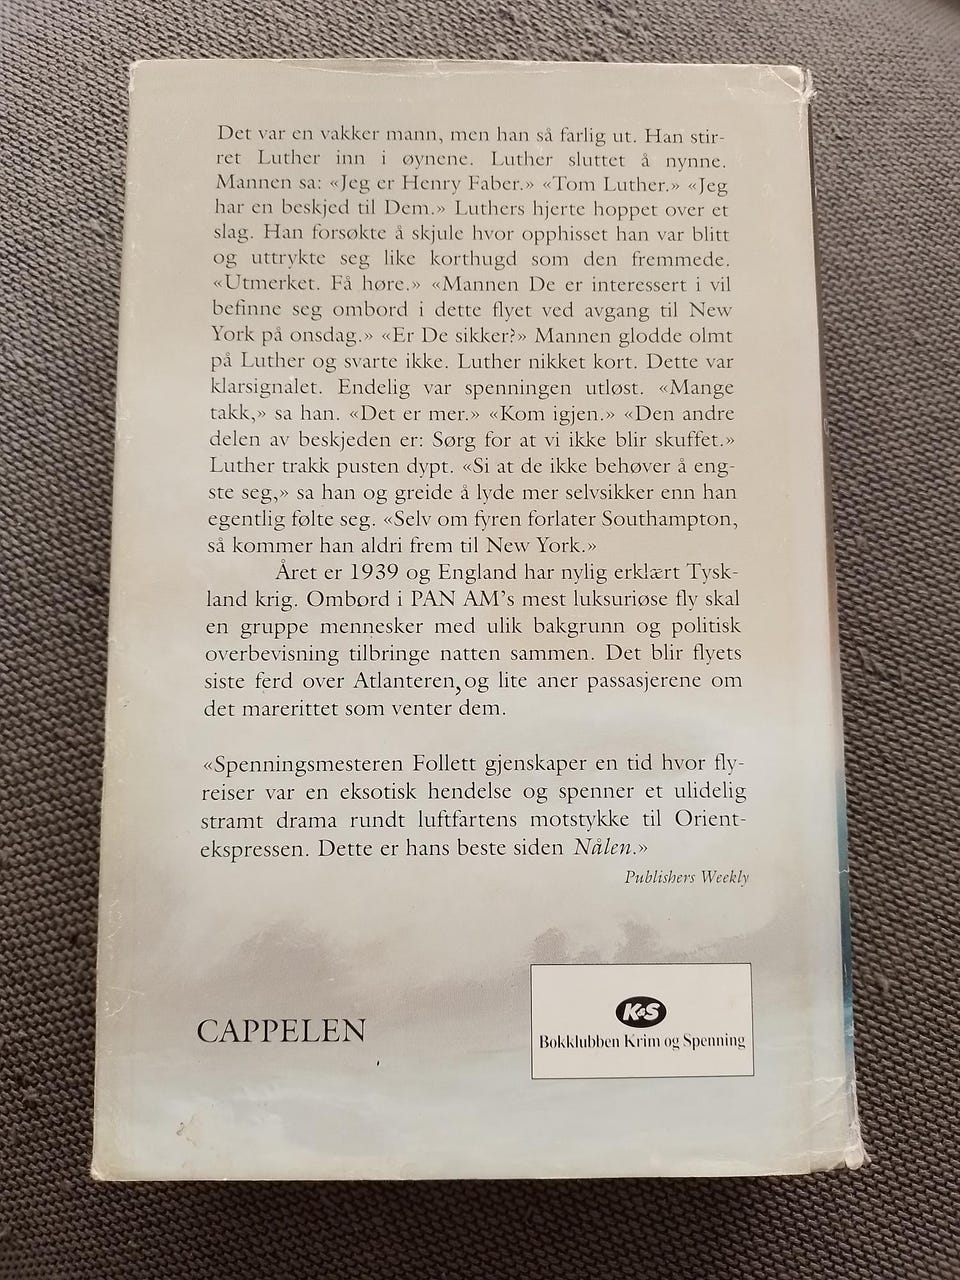 Det var en vakker mann, men han så farlig ut. Han stir-
ret Luther inn i øynene. Luther sluttet å nynne.
Mannen sa: «Jeg er Henry Faber.» «Tom Luther.» «Jeg
har en beskjed til Dem.» Luthers hjerte hoppet over et
slag. Han forsøkte å skjule hvor opphisset han var blitt
og uttrykte seg like korthugd som den fremmede.
«Utmerket. Få høre.» «Mannen De er interessert i vil
befinne seg ombord i dette flyet ved avgang til New
York på onsdag.» «Er De sikker?» Mannen glodde olmt
på Luther og svarte ikke. Luther nikket kort. Dette var
klarsignalet. Endelig var spenningen utløst. «Mange
takk,» sa han. «Det er mer.» «Kom igjen.» «Den andre
delen av beskjeden er: Sørg for at vi ikke blir skuffet.»
Luther trakk pusten dypt. «Si at de ikke behøver å eng-
ste seg,» sa han og greide å lyde mer selvsikker enn han
egentlig følte seg. «Selv om fyren forlater Southampton,
så kommer han aldri frem til New York.»
Året er 1939 og England har nylig erklært Tysk-
land krig. Ombord i PAN AM's mest luksuriøse fly skal
en gruppe mennesker med ulik bakgrunn og politisk
overbevisning tilbringe natten sammen. Det blir flyets
siste ferd over Atlanteren, og lite aner passasjerene om
det marerittet som venter dem.
«Spenningsmesteren Follett gjenskaper en tid hvor fly-
reiser var en eksotisk hendelse og spenner et ulidelig
stramt drama rundt luftfartens motstykke til Orient-
ekspressen. Dette er hans beste siden Nålen.»
Publishers Weekly
CAPPELEN
K&S
Bokklubben Krim og Spenning